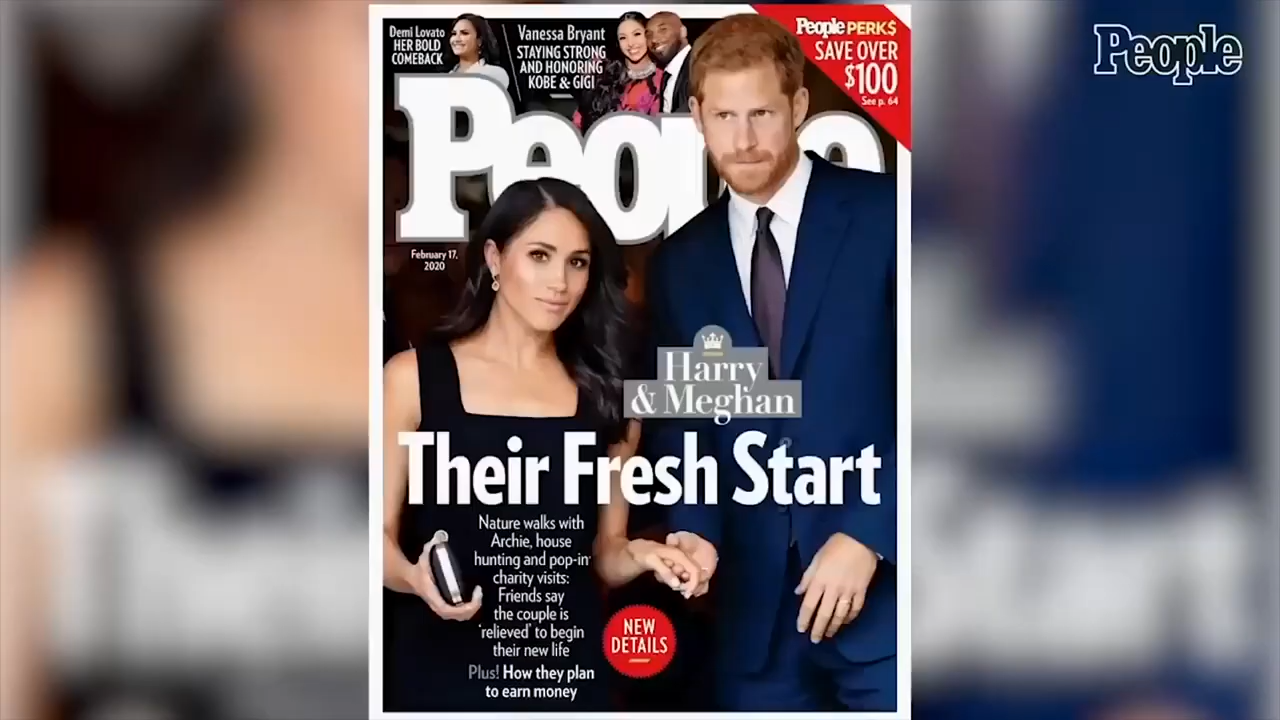 Demi Lovato
HER BOLD
COMEBACK
Vanessa Bryant
STAYING STRONG
AND HONORING
KOBE & GIGI
People PERK$
SAVE OVER
$100
See p. 64
People
People
February 17,
2020
Harry
& Meghan
Their Fresh Start
Nature walks with
Archie, house
hunting and pop-in
charity visits:
Friends say
the couple is
'relieved' to begin
their new life
Plus! How they plan
to earn money
NEW
DETAILS